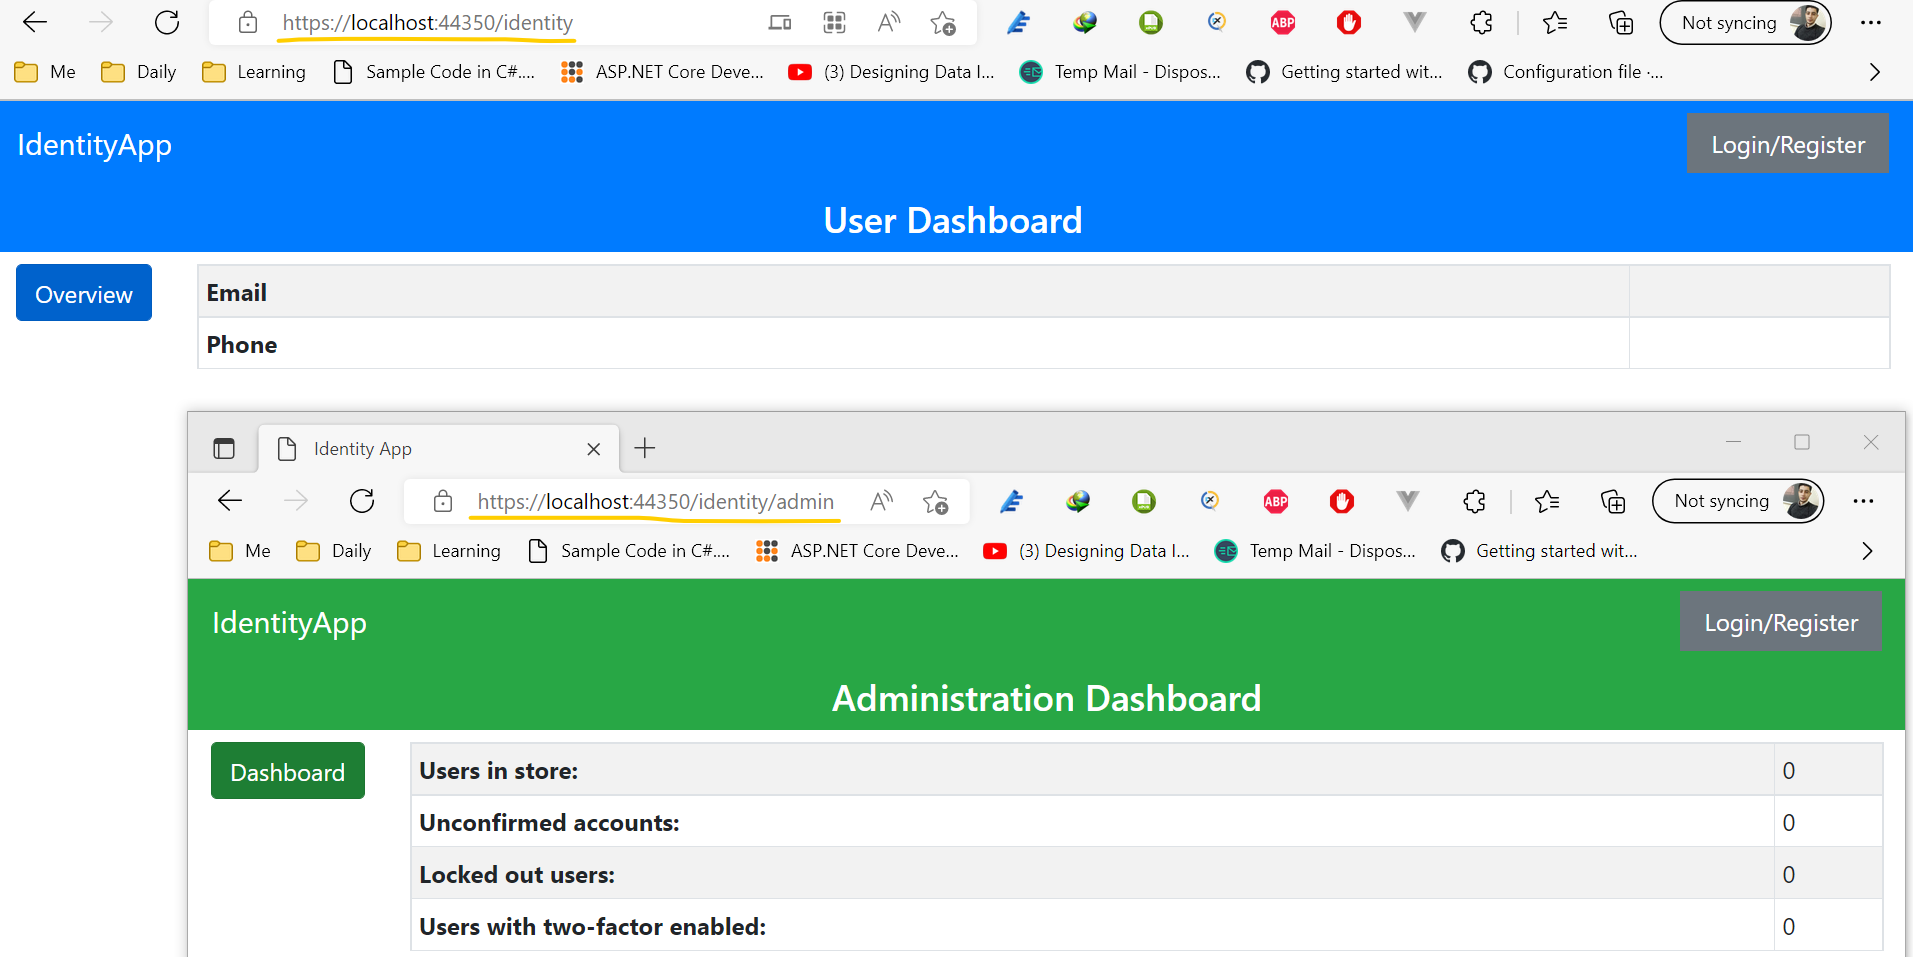 https://localhost:44350/identity
ABP
Not syncing
Me Daily Learning Sample Code in C#.... ASP.NET Core Deve... (3) Designing Data I... Temp Mail - Dispos... Getting started wit... Configuration file ·...
IdentityApp Login/Register
User Dashboard
Overview
Email
Phone
Identity App
https://localhost:44350/identity/admin
ABP
Not syncing
Me Daily Learning Sample Code in C#.... ASP.NET Core Deve... (3) Designing Data I... Temp Mail - Dispos... Getting started wit...
IdentityApp Login/Register
Administration Dashboard
Dashboard
Users in store: 0
Unconfirmed accounts: 0
Locked out users: 0
Users with two-factor enabled: 0